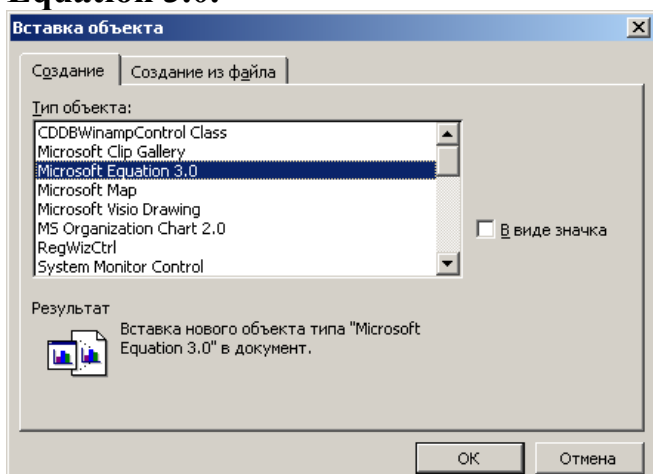 Equation 3.0.
Вставка объекта
Создание
Создание из файла
Тип объекта:
CDDBWinampControl Class
Microsoft Clip Gallery
Microsoft Equation 3.0
Microsoft Map
Microsoft Visio Drawing
MS Organization Chart 2.0
RegWizCtrl
System Monitor Control
В виде значка
Результат
Вставка нового объекта типа "Microsoft
Equation 3.0" в документ.
ОК
Отмена